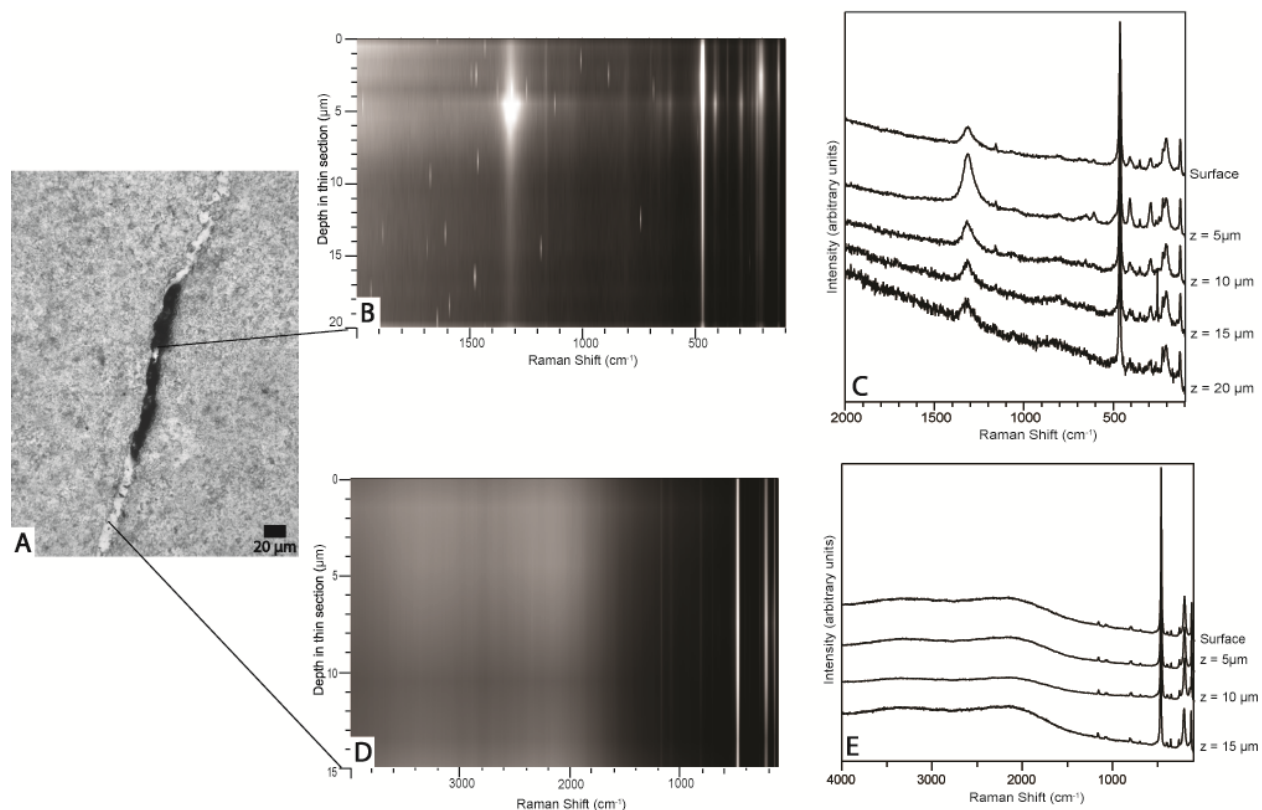 A
20 µm
B
Depth in thin section (µm)
0
5
10
15
20
1500
1000
500
Raman Shift (cm⁻¹)
C
Intensity (arbitrary units)
Surface
z = 5µm
z = 10 µm
z = 15 µm
z = 20 µm
2000
1500
1000
500
Raman Shift (cm⁻¹)
D
Depth in thin section (µm)
0
5
10
15
3000
2000
1000
Raman Shift (cm⁻¹)
E
Intensity (arbitrary units)
Surface
z = 5µm
z = 10 µm
z = 15 µm
4000
3000
2000
1000
Raman Shift (cm⁻¹)